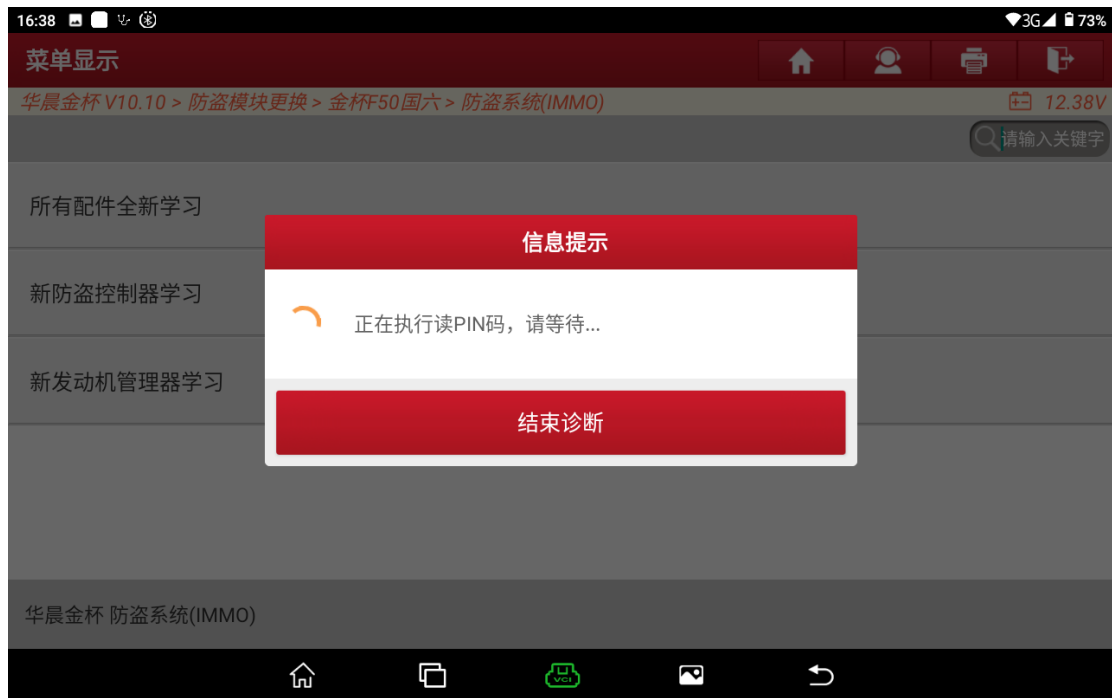 16:38
3G 73%
菜单显示
华晨金杯 V10.10 > 防盗模块更换 > 金杯F50国六 > 防盗系统(IMMO)
12.38V
请输入关键字
所有配件全新学习
信息提示
新防盗控制器学习
正在执行读PIN码，请等待...
新发动机管理器学习
结束诊断
华晨金杯 防盗系统(IMMO)
VCI